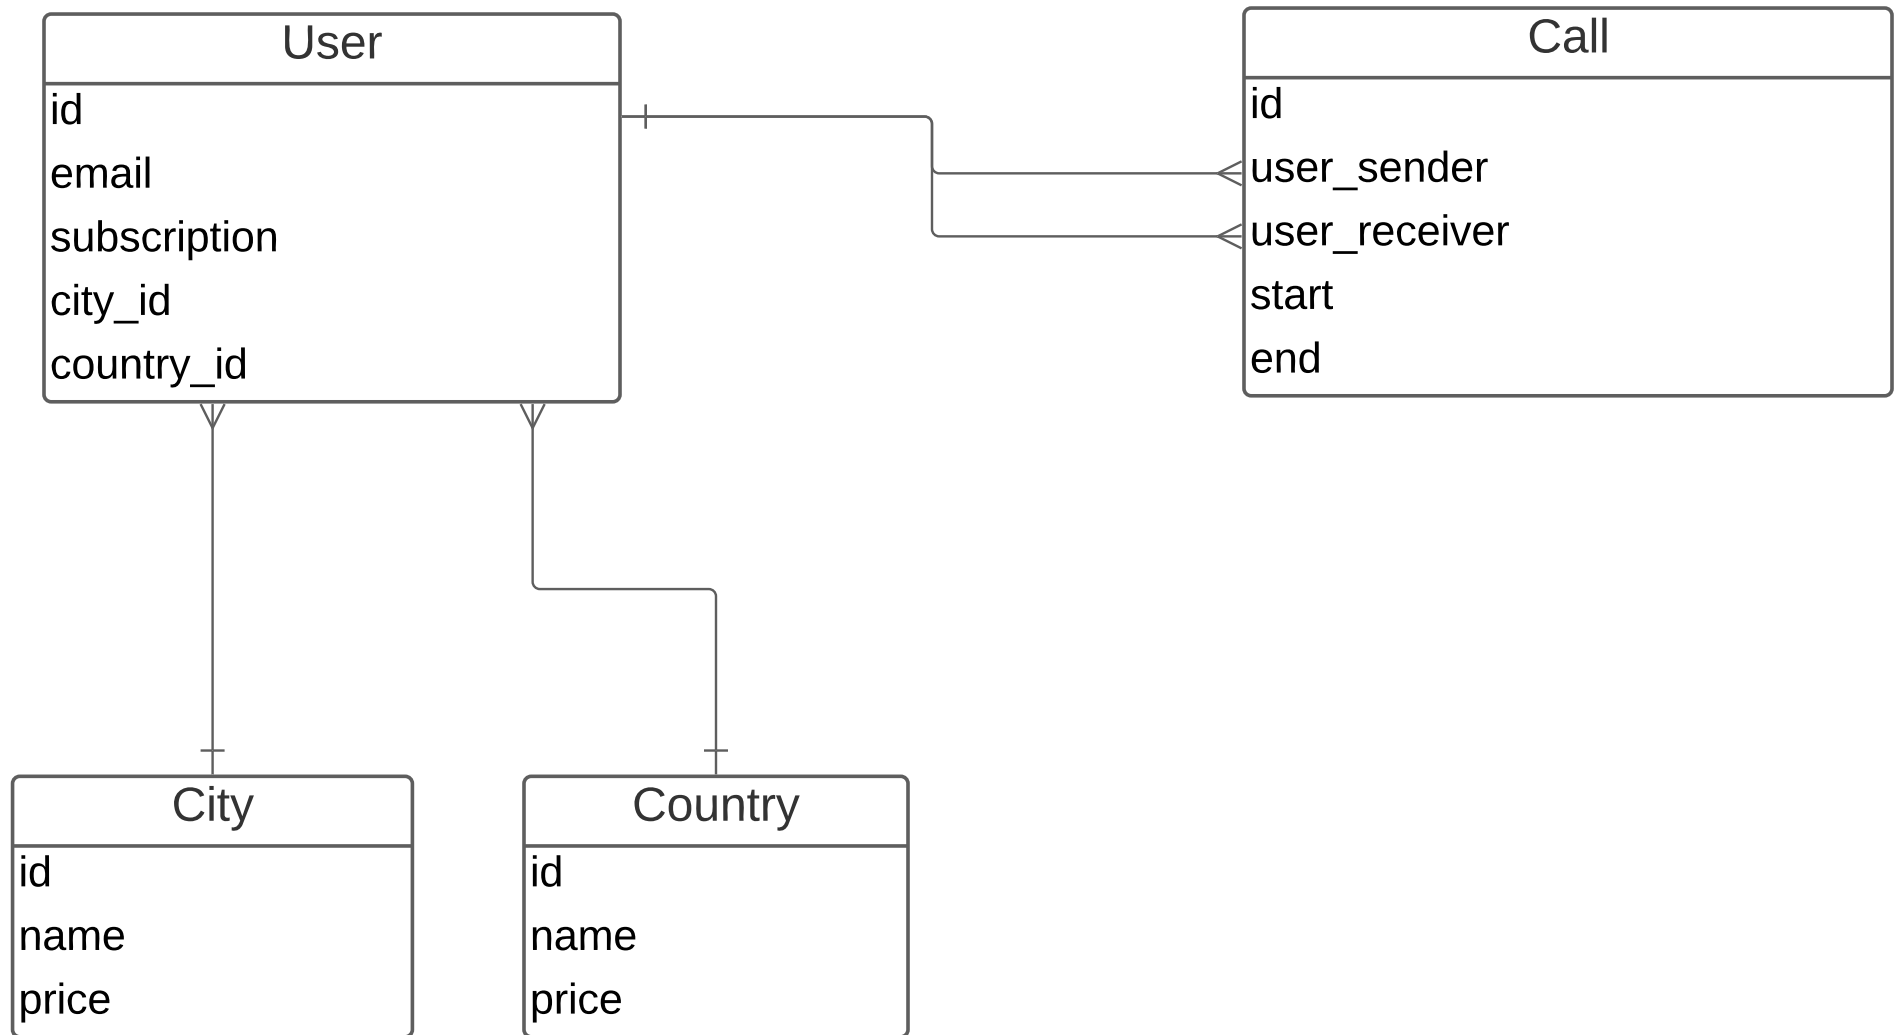 User
id
email
subscription
city_id
country_id
Call
id
user_sender
user_receiver
start
end
City
id
name
price
Country
id
name
price